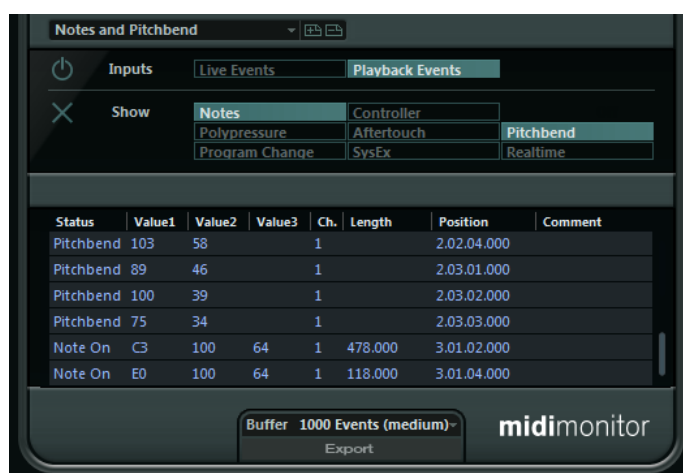 Notes and Pitchbend
Inputs Live Events Playback Events
Show Notes Controller
Polypressure Aftertouch Pitchbend
Program Change SysEx Realtime
Status Value1 Value2 Value3 Ch. Length Position Comment
Pitchbend 103 58 1 2.02.04.000
Pitchbend 89 46 1 2.03.01.000
Pitchbend 100 39 1 2.03.02.000
Pitchbend 75 34 1 2.03.03.000
Note On C3 100 64 1 478.000 3.01.02.000
Note On E0 100 64 1 118.000 3.01.04.000
Buffer 1000 Events (medium)
Export
midimonitor